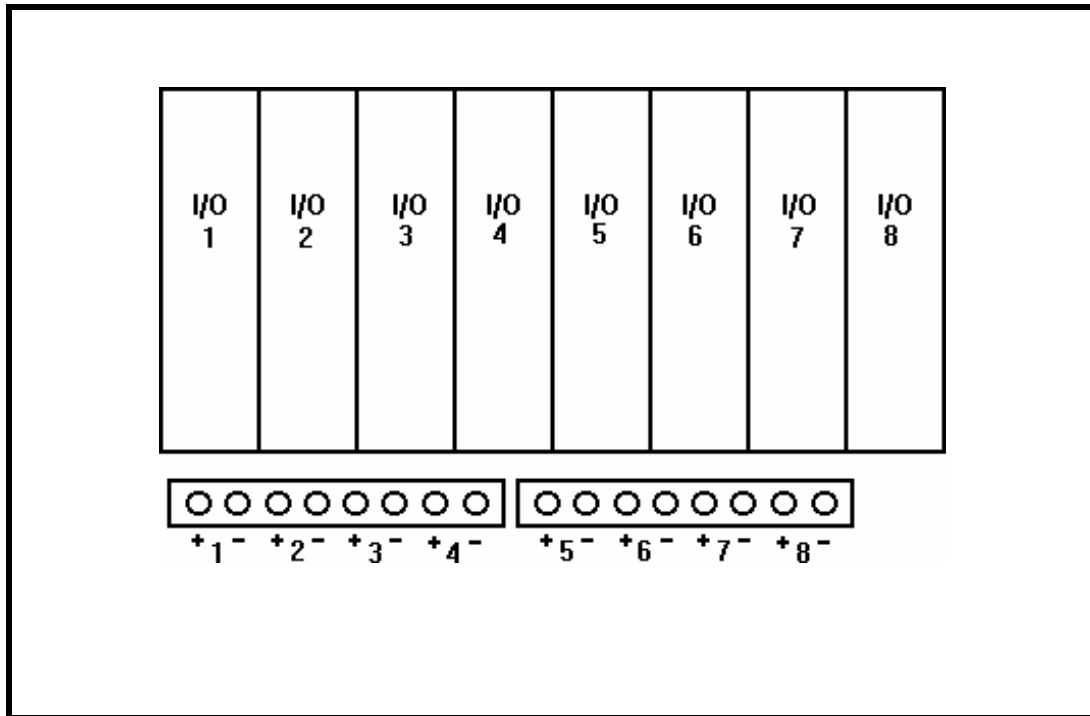 I/O I/O I/O I/O I/O I/O I/O I/O
1 2 3 4 5 6 7 8
+ 1 - + 2 - + 3 - + 4 - + 5 - + 6 - + 7 - + 8 -